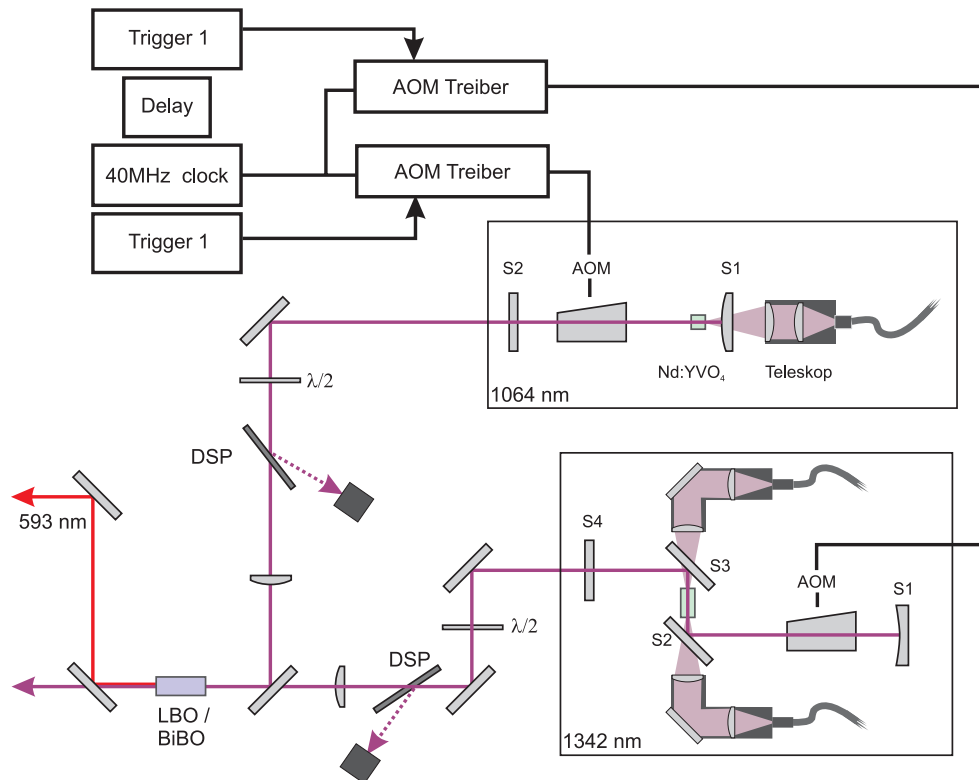 Trigger 1
Delay
40MHz clock
Trigger 1
AOM Treiber
AOM Treiber
S2
AOM
S1
Nd:YVO₄
Teleskop
1064 nm
λ/2
DSP
593 nm
S4
S3
AOM
S1
S2
λ/2
DSP
LBO /
BiBO
1342 nm